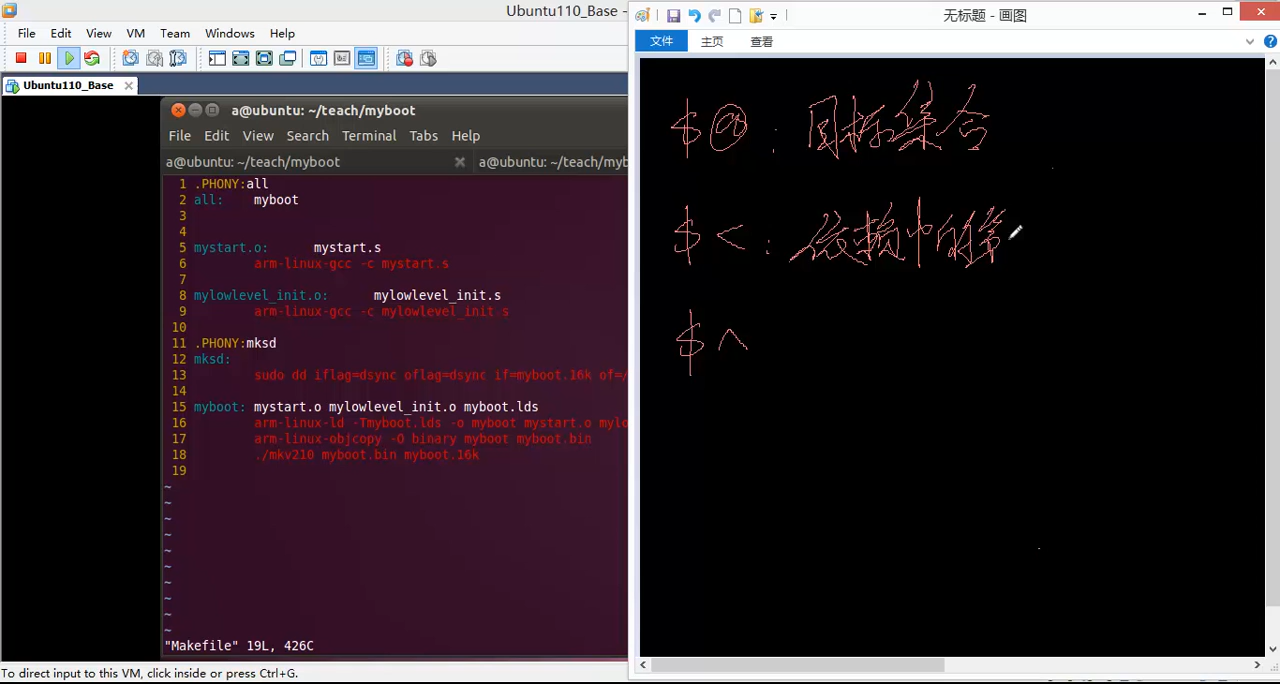 Ubuntu110_Base
File Edit View VM Team Windows Help
Ubuntu110_Base
a@ubuntu: ~/teach/myboot
File Edit View Search Terminal Tabs Help
a@ubuntu: ~/teach/myboot
a@ubuntu: ~/teach/myb
1 .PHONY:all
2 all: myboot
3
4
5 mystart.o: mystart.s
6 arm-linux-gcc -c mystart.s
7
8 mylowlevel_init.o: mylowlevel_init.s
9 arm-linux-gcc -c mylowlevel_init.s
10
11 .PHONY:mksd
12 mksd:
13 sudo dd iflag=dsync oflag=dsync if=myboot.16k of=/
14
15 myboot: mystart.o mylowlevel_init.o myboot.lds
16 arm-linux-ld -Tmyboot.lds -o myboot mystart.o mylo
17 arm-linux-objcopy -O binary myboot myboot.bin
18 ./mkv210 myboot.bin myboot.16k
19
~
~
~
~
~
~
~
~
~
~
"Makefile" 19L, 426C
To direct input to this VM, click inside or press Ctrl+G.
无标题 - 画图
文件 主页 查看
$@ : 目标集合
$< : 依赖中的第
$^